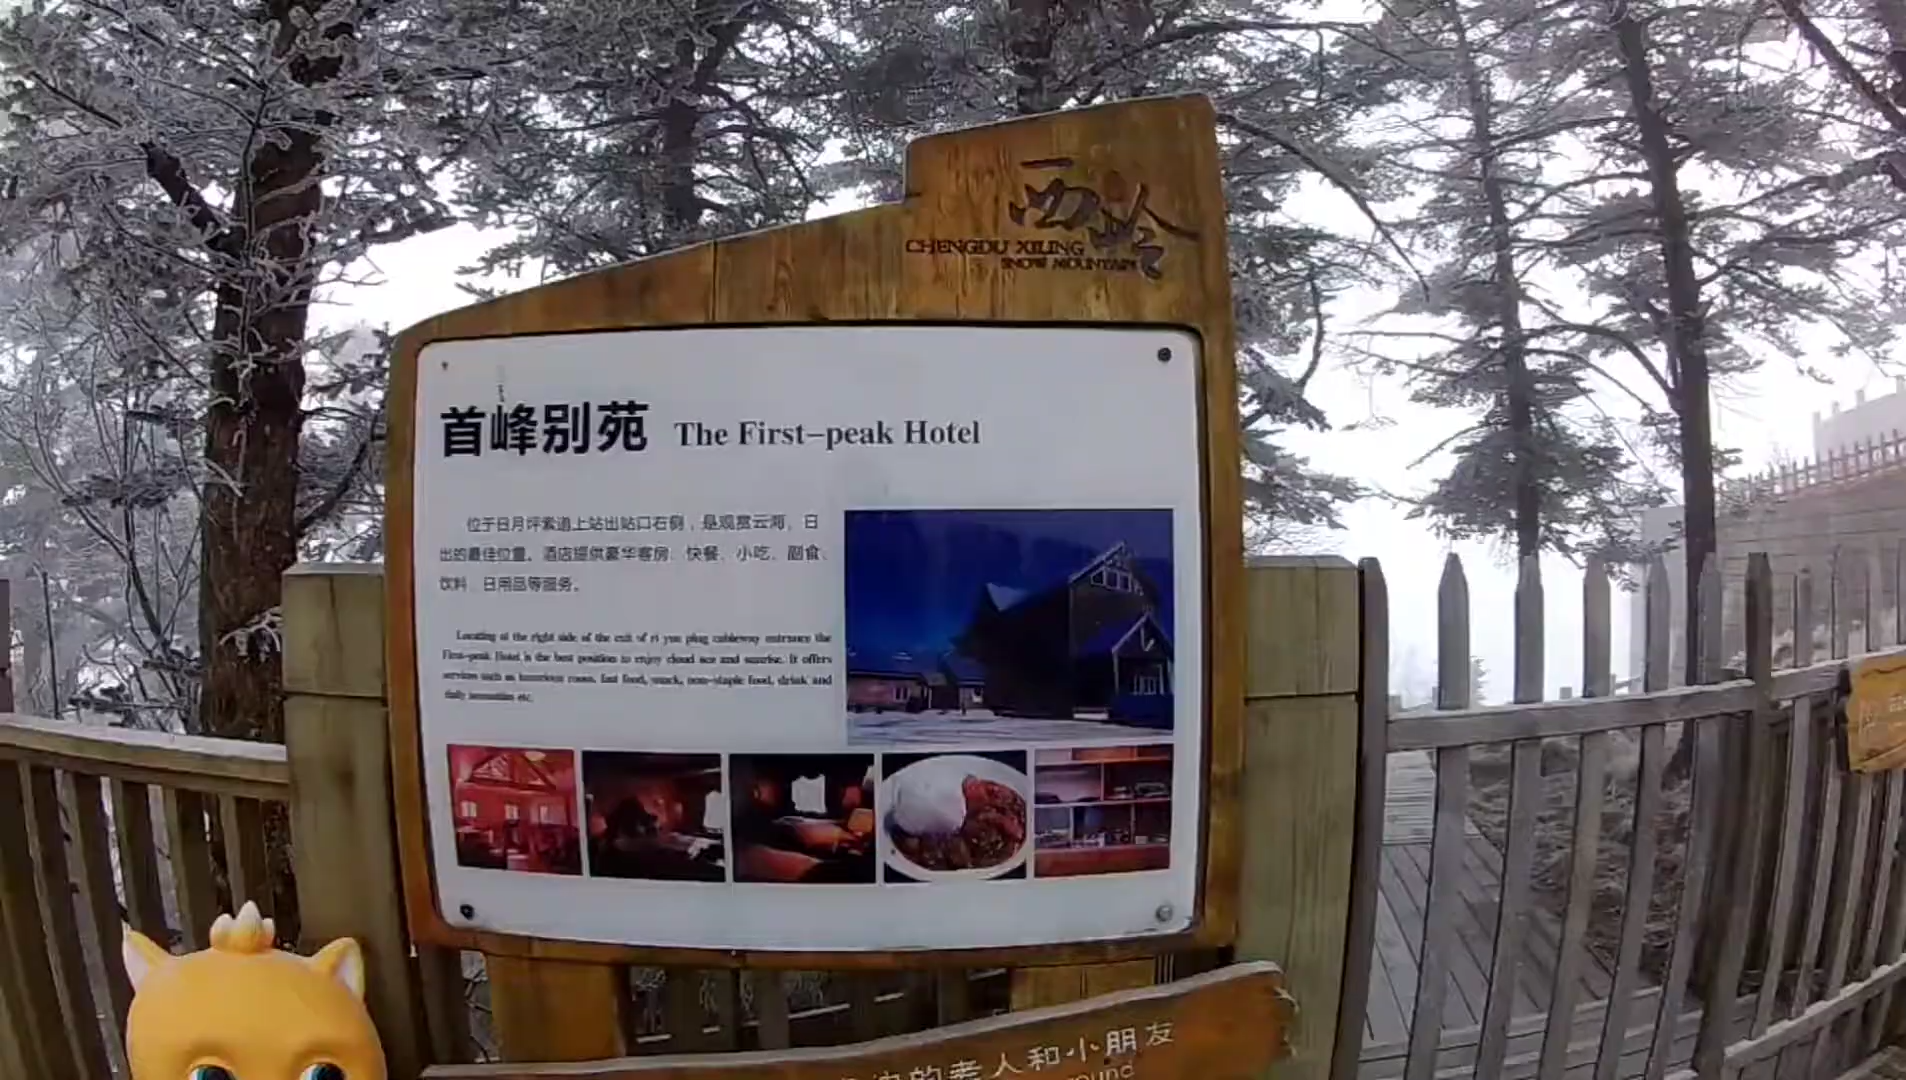 西岭
CHENGDU XILING
SNOW MOUNTAIN
首峰别苑 The First-peak Hotel
位于日月坪索道上站出站口右侧，是观赏云海、日
出的最佳位置。酒店提供豪华客房、快餐、小吃、副食、
饮料、日用品等服务。
Locating at the right side of the exit of ri yue ping cableway entrance the
First-peak Hotel is the best position to enjoy cloud sea and sunrise. It offers
services such as luxurious room, fast food, snack, non-staple food, drink and
daily necessities etc.
的老人和小朋友
round